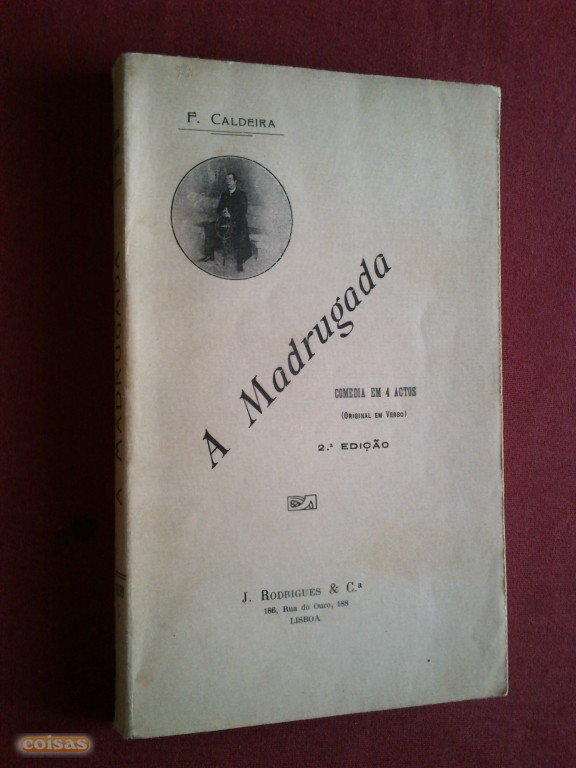 F. CALDEIRA
A Madrugada
COMEDIA EM 4 ACTOS
(ORIGINAL EM VERSO)
2.ª EDIÇÃO
J. RODRIGUES & C.ª
186, Rua do Ouro, 188
LISBOA
A MADRUGADA
coisas